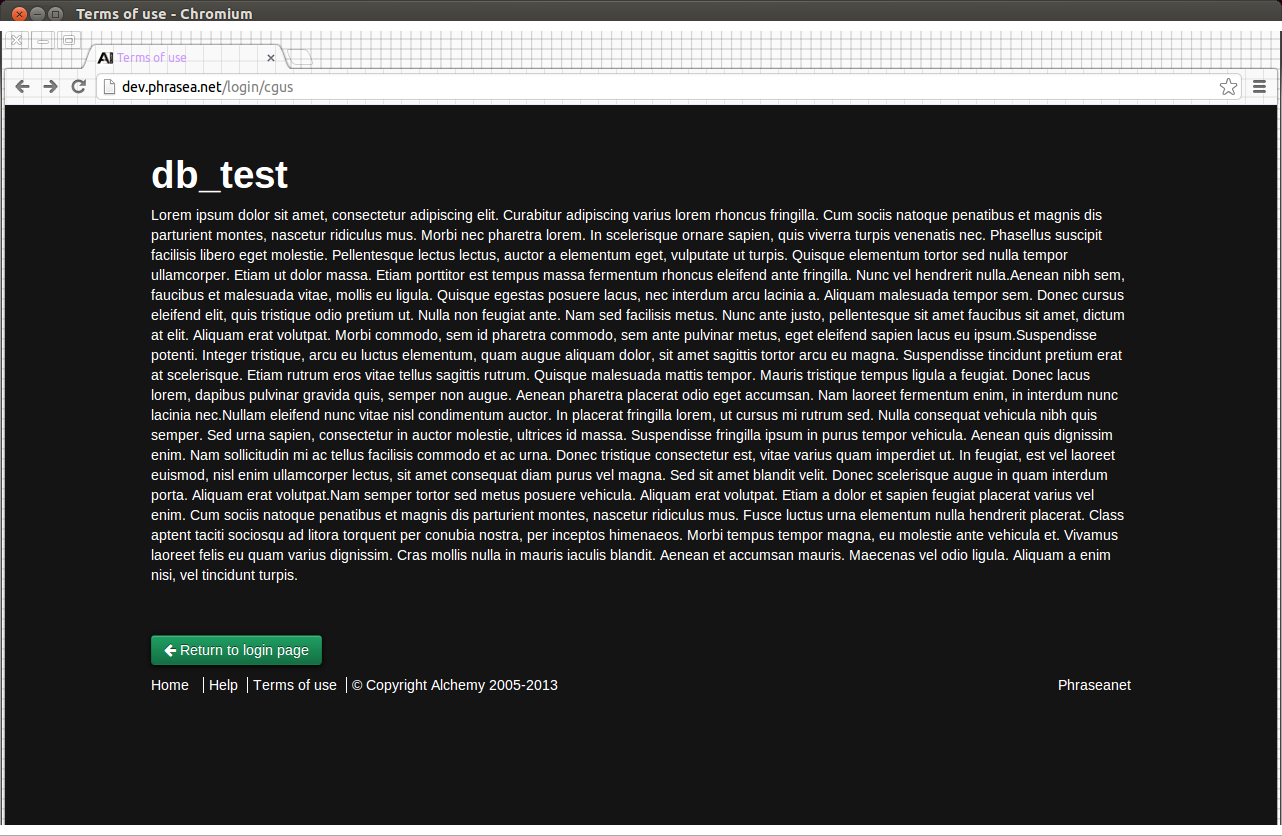 Terms of use - Chromium
AI Terms of use
dev.phrasea.net/login/cgus
db_test
Lorem ipsum dolor sit amet, consectetur adipiscing elit. Curabitur adipiscing varius lorem rhoncus fringilla. Cum sociis natoque penatibus et magnis dis
parturient montes, nascetur ridiculus mus. Morbi nec pharetra lorem. In scelerisque ornare sapien, quis viverra turpis venenatis nec. Phasellus suscipit
facilisis libero eget molestie. Pellentesque lectus lectus, auctor a elementum eget, vulputate ut turpis. Quisque elementum tortor sed nulla tempor
ullamcorper. Etiam ut dolor massa. Etiam porttitor est tempus massa fermentum rhoncus eleifend ante fringilla. Nunc vel hendrerit nulla.Aenean nibh sem,
faucibus et malesuada vitae, mollis eu ligula. Quisque egestas posuere lacus, nec interdum arcu lacinia a. Aliquam malesuada tempor sem. Donec cursus
eleifend elit, quis tristique odio pretium ut. Nulla non feugiat ante. Nam sed facilisis metus. Nunc ante justo, pellentesque sit amet faucibus sit amet, dictum
at elit. Aliquam erat volutpat. Morbi commodo, sem id pharetra commodo, sem ante pulvinar metus, eget eleifend sapien lacus eu ipsum.Suspendisse
potenti. Integer tristique, arcu eu luctus elementum, quam augue aliquam dolor, sit amet sagittis tortor arcu eu magna. Suspendisse tincidunt pretium erat
at scelerisque. Etiam rutrum eros vitae tellus sagittis rutrum. Quisque malesuada mattis tempor. Mauris tristique tempus ligula a feugiat. Donec lacus
lorem, dapibus pulvinar gravida quis, semper non augue. Aenean pharetra placerat odio eget accumsan. Nam laoreet fermentum enim, in interdum nunc
lacinia nec.Nullam eleifend nunc vitae nisl condimentum auctor. In placerat fringilla lorem, ut cursus mi rutrum sed. Nulla consequat vehicula nibh quis
semper. Sed urna sapien, consectetur in auctor molestie, ultrices id massa. Suspendisse fringilla ipsum in purus tempor vehicula. Aenean quis dignissim
enim. Nam sollicitudin mi ac tellus facilisis commodo et ac urna. Donec tristique consectetur est, vitae varius quam imperdiet ut. In feugiat, est vel laoreet
euismod, nisl enim ullamcorper lectus, sit amet consequat diam purus vel magna. Sed sit amet blandit velit. Donec scelerisque augue in quam interdum
porta. Aliquam erat volutpat.Nam semper tortor sed metus posuere vehicula. Aliquam erat volutpat. Etiam a dolor et sapien feugiat placerat varius vel
enim. Cum sociis natoque penatibus et magnis dis parturient montes, nascetur ridiculus mus. Fusce luctus urna elementum nulla hendrerit placerat. Class
aptent taciti sociosqu ad litora torquent per conubia nostra, per inceptos himenaeos. Morbi tempus tempor magna, eu molestie ante vehicula et. Vivamus
laoreet felis eu quam varius dignissim. Cras mollis nulla in mauris iaculis blandit. Aenean et accumsan mauris. Maecenas vel odio ligula. Aliquam a enim
nisi, vel tincidunt turpis.
Return to login page
Home | Help | Terms of use | © Copyright Alchemy 2005-2013 Phraseanet